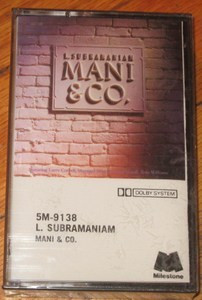 L. SUBRAMANIAM
MANI
& CO.
DOLBY SYSTEM
5M-9138
L. SUBRAMANIAM
MANI & CO.
Milestone